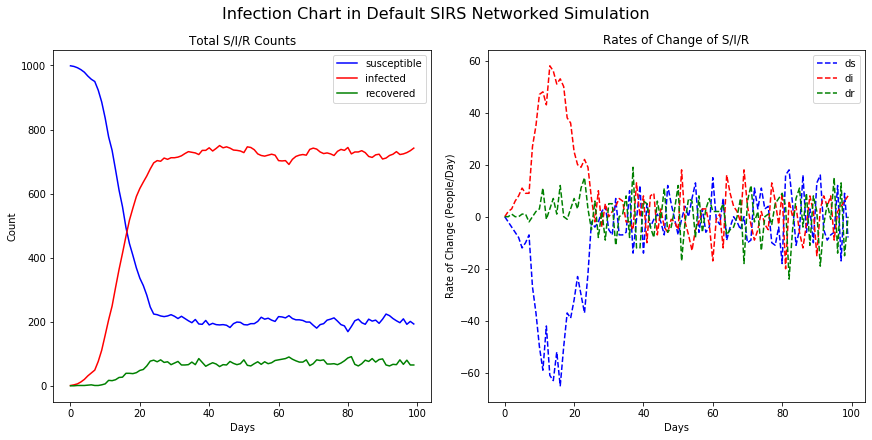 Infection Chart in Default SIRS Networked Simulation
Total S/I/R Counts
Count
1000
800
600
400
200
0
susceptible
infected
recovered
0
20
40
60
80
100
Days
Rates of Change of S/I/R
Rate of Change (People/Day)
60
40
20
0
−20
−40
−60
ds
di
dr
0
20
40
60
80
100
Days